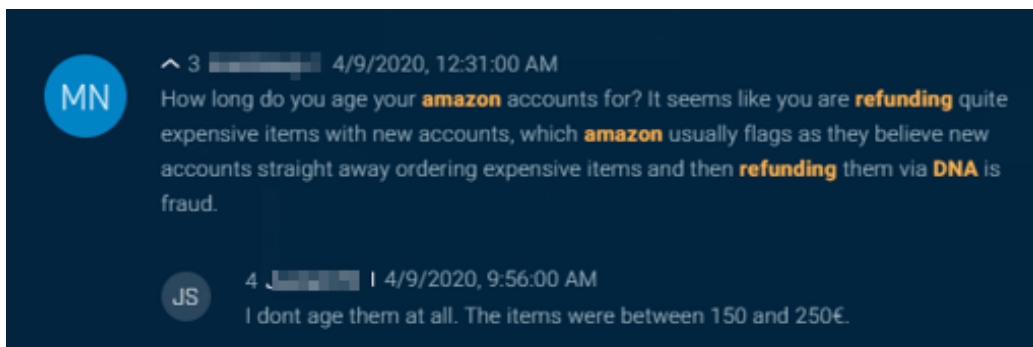 MN
3 4/9/2020, 12:31:00 AM
How long do you age your amazon accounts for? It seems like you are refunding quite
expensive items with new accounts, which amazon usually flags as they believe new
accounts straight away ordering expensive items and then refunding them via DNA is
fraud.
JS
4 4/9/2020, 9:56:00 AM
I dont age them at all. The items were between 150 and 250€.